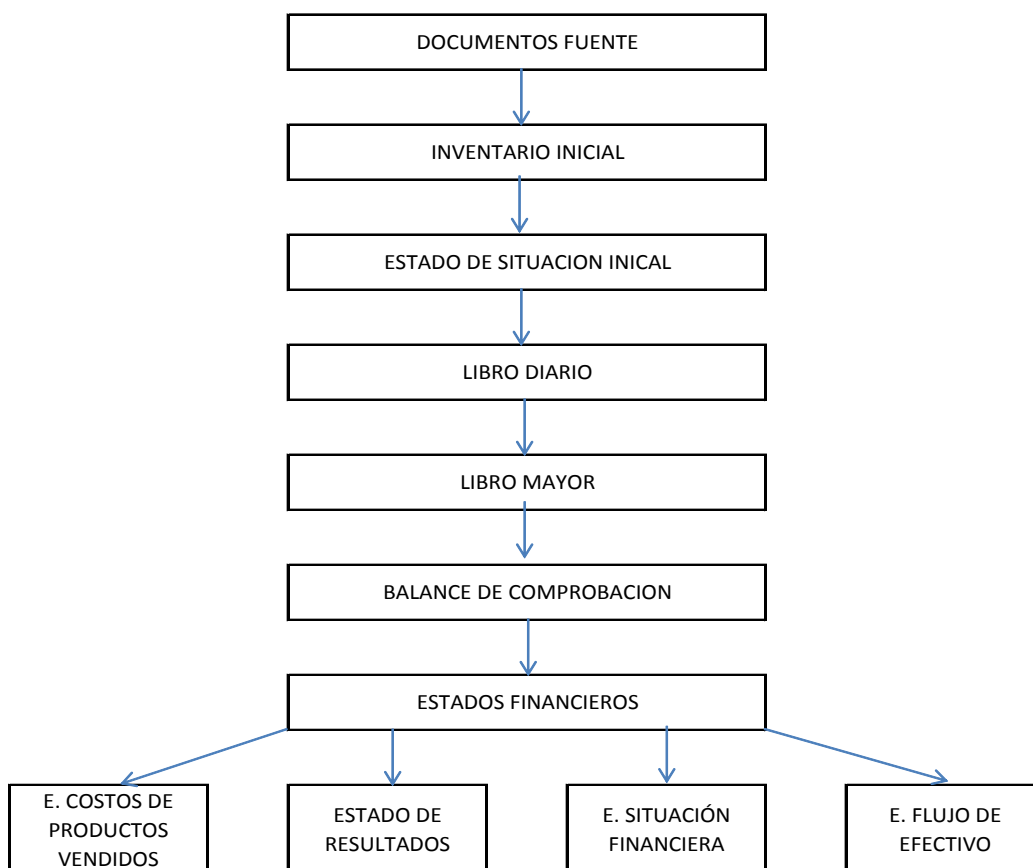 DOCUMENTOS FUENTE
INVENTARIO INICIAL
ESTADO DE SITUACION INICAL
LIBRO DIARIO
LIBRO MAYOR
BALANCE DE COMPROBACION
ESTADOS FINANCIEROS
E. COSTOS DE
PRODUCTOS
VENDIDOS
ESTADO DE
RESULTADOS
E. SITUACIÓN
FINANCIERA
E. FLUJO DE
EFECTIVO